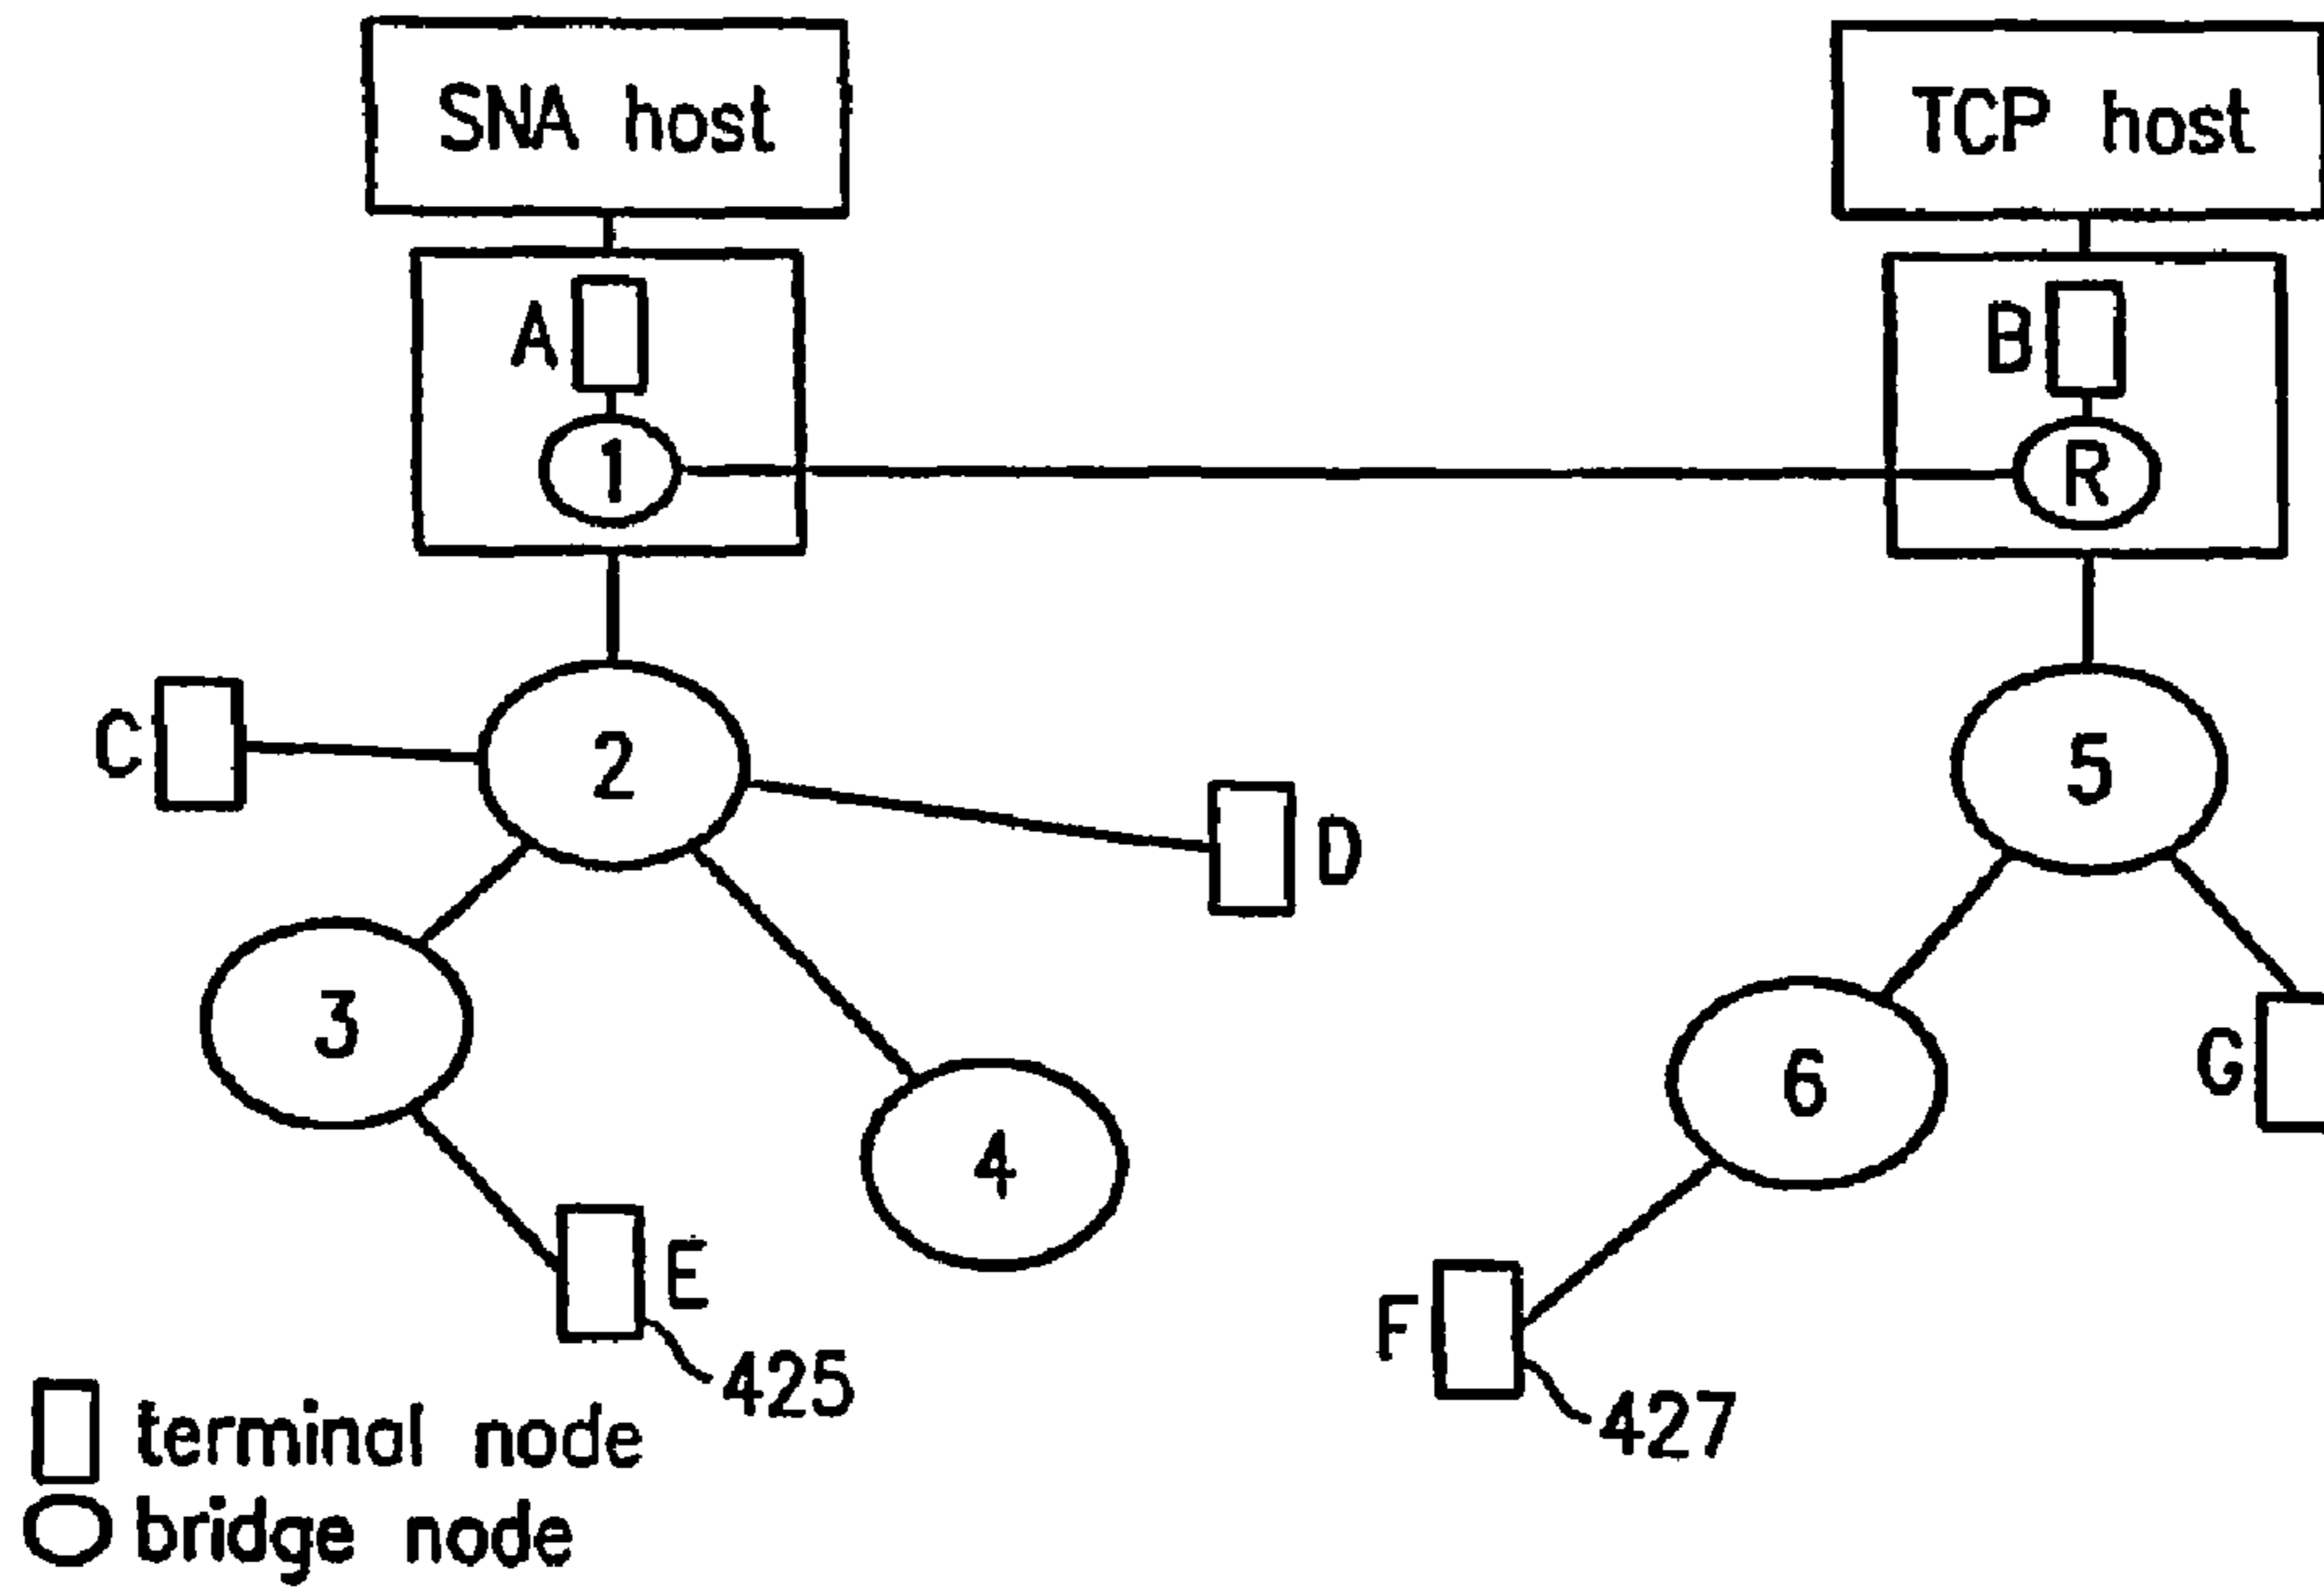 SNA host
TCP host
A
B
1
R
C
2
D
5
3
4
6
G
E
F
425
427
terminal node
bridge node